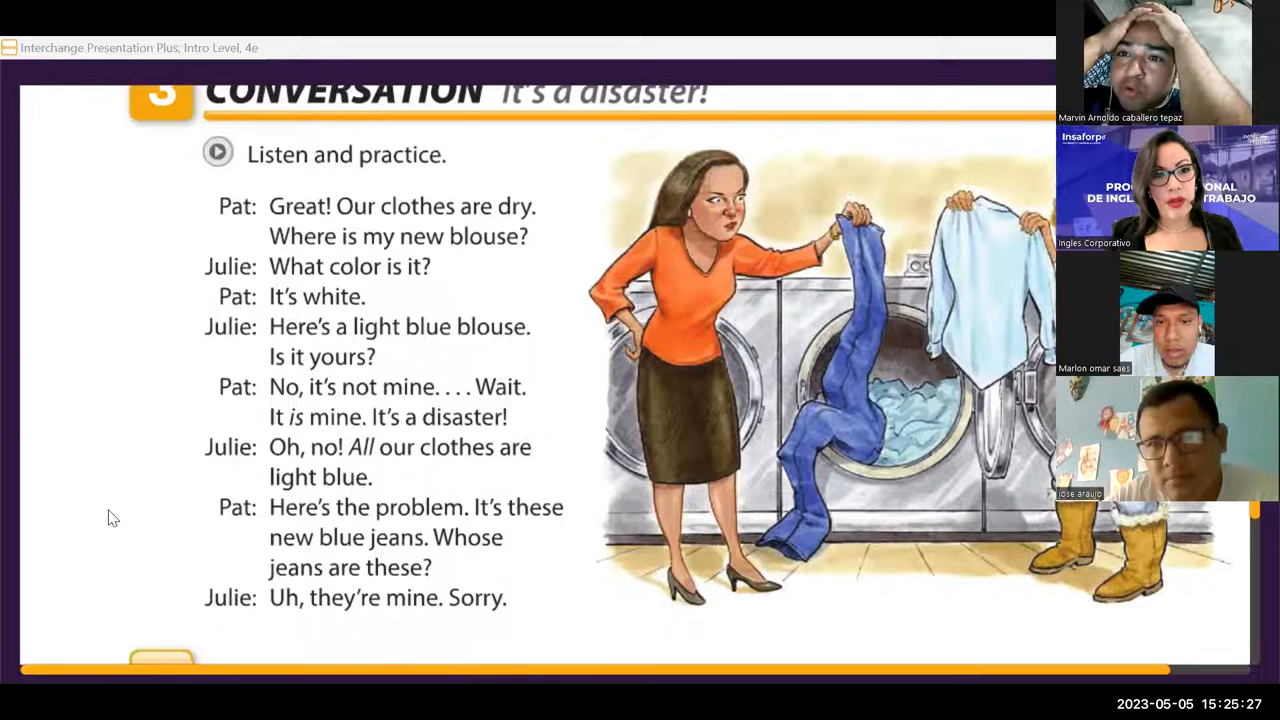 Interchange Presentation Plus, Intro Level, 4e
3 CONVERSATION It's a disaster!
Listen and practice.
Pat: Great! Our clothes are dry.
Where is my new blouse?
Julie: What color is it?
Pat: It's white.
Julie: Here's a light blue blouse.
Is it yours?
Pat: No, it's not mine. . . . Wait.
It is mine. It's a disaster!
Julie: Oh, no! All our clothes are
light blue.
Pat: Here's the problem. It's these
new blue jeans. Whose
jeans are these?
Julie: Uh, they're mine. Sorry.
Marvin Arnoldo caballero tepaz
Insaforp
PRO IONAL
DE INGL TRABAJO
Ingles Corporativo
Marlon omar saes
jose araujo
2023-05-05 15:25:27